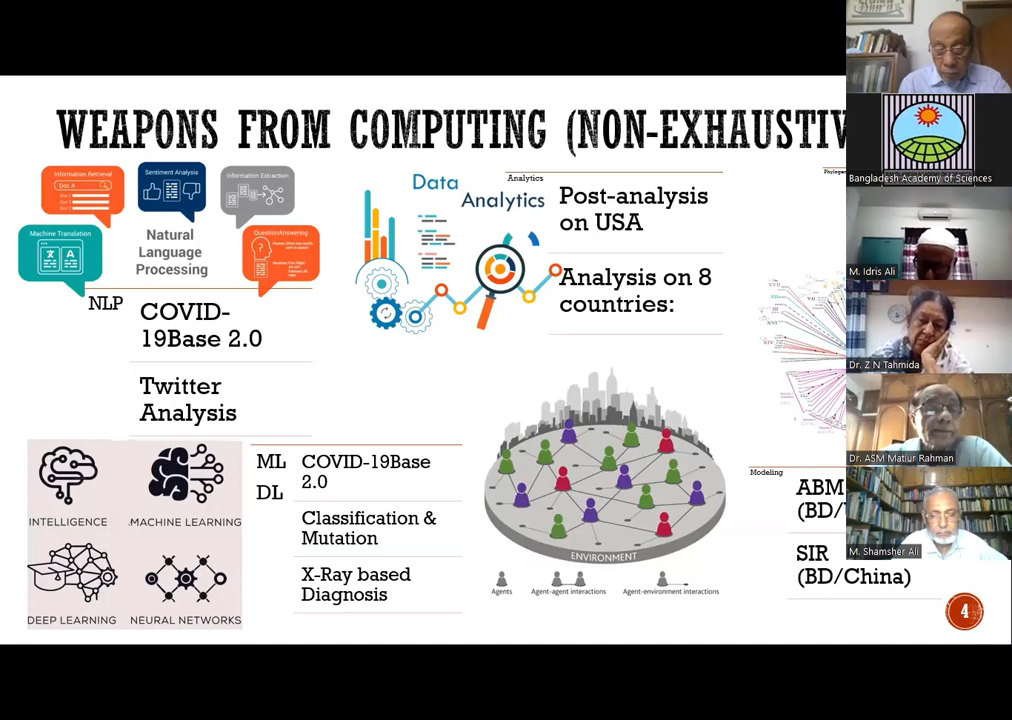 WEAPONS FROM COMPUTING (NON-EXHAUSTIV
Information Retrieval
Doc A
Sentiment Analysis
Information Extraction
Machine Translation
Natural
Language
Processing
QuestionAnswering
NLP
COVID-
19Base 2.0
Twitter
Analysis
Data
Analytics
Analytics
Post-analysis
on USA
Analysis on 8
countries:
INTELLIGENCE
MACHINE LEARNING
DEEP LEARNING
NEURAL NETWORKS
ML
DL
COVID-19Base
2.0
Classification &
Mutation
X-Ray based
Diagnosis
ENVIRONMENT
Agents
Agent-agent interactions
Agent-environment interactions
Modeling
ABM
SIR
(BD/China)
4
Bangladesh Academy of Sciences
M. Idris Ali
Dr. Z N Tahmida
Dr. ASM Matiur Rahman
M. Shamsher Ali